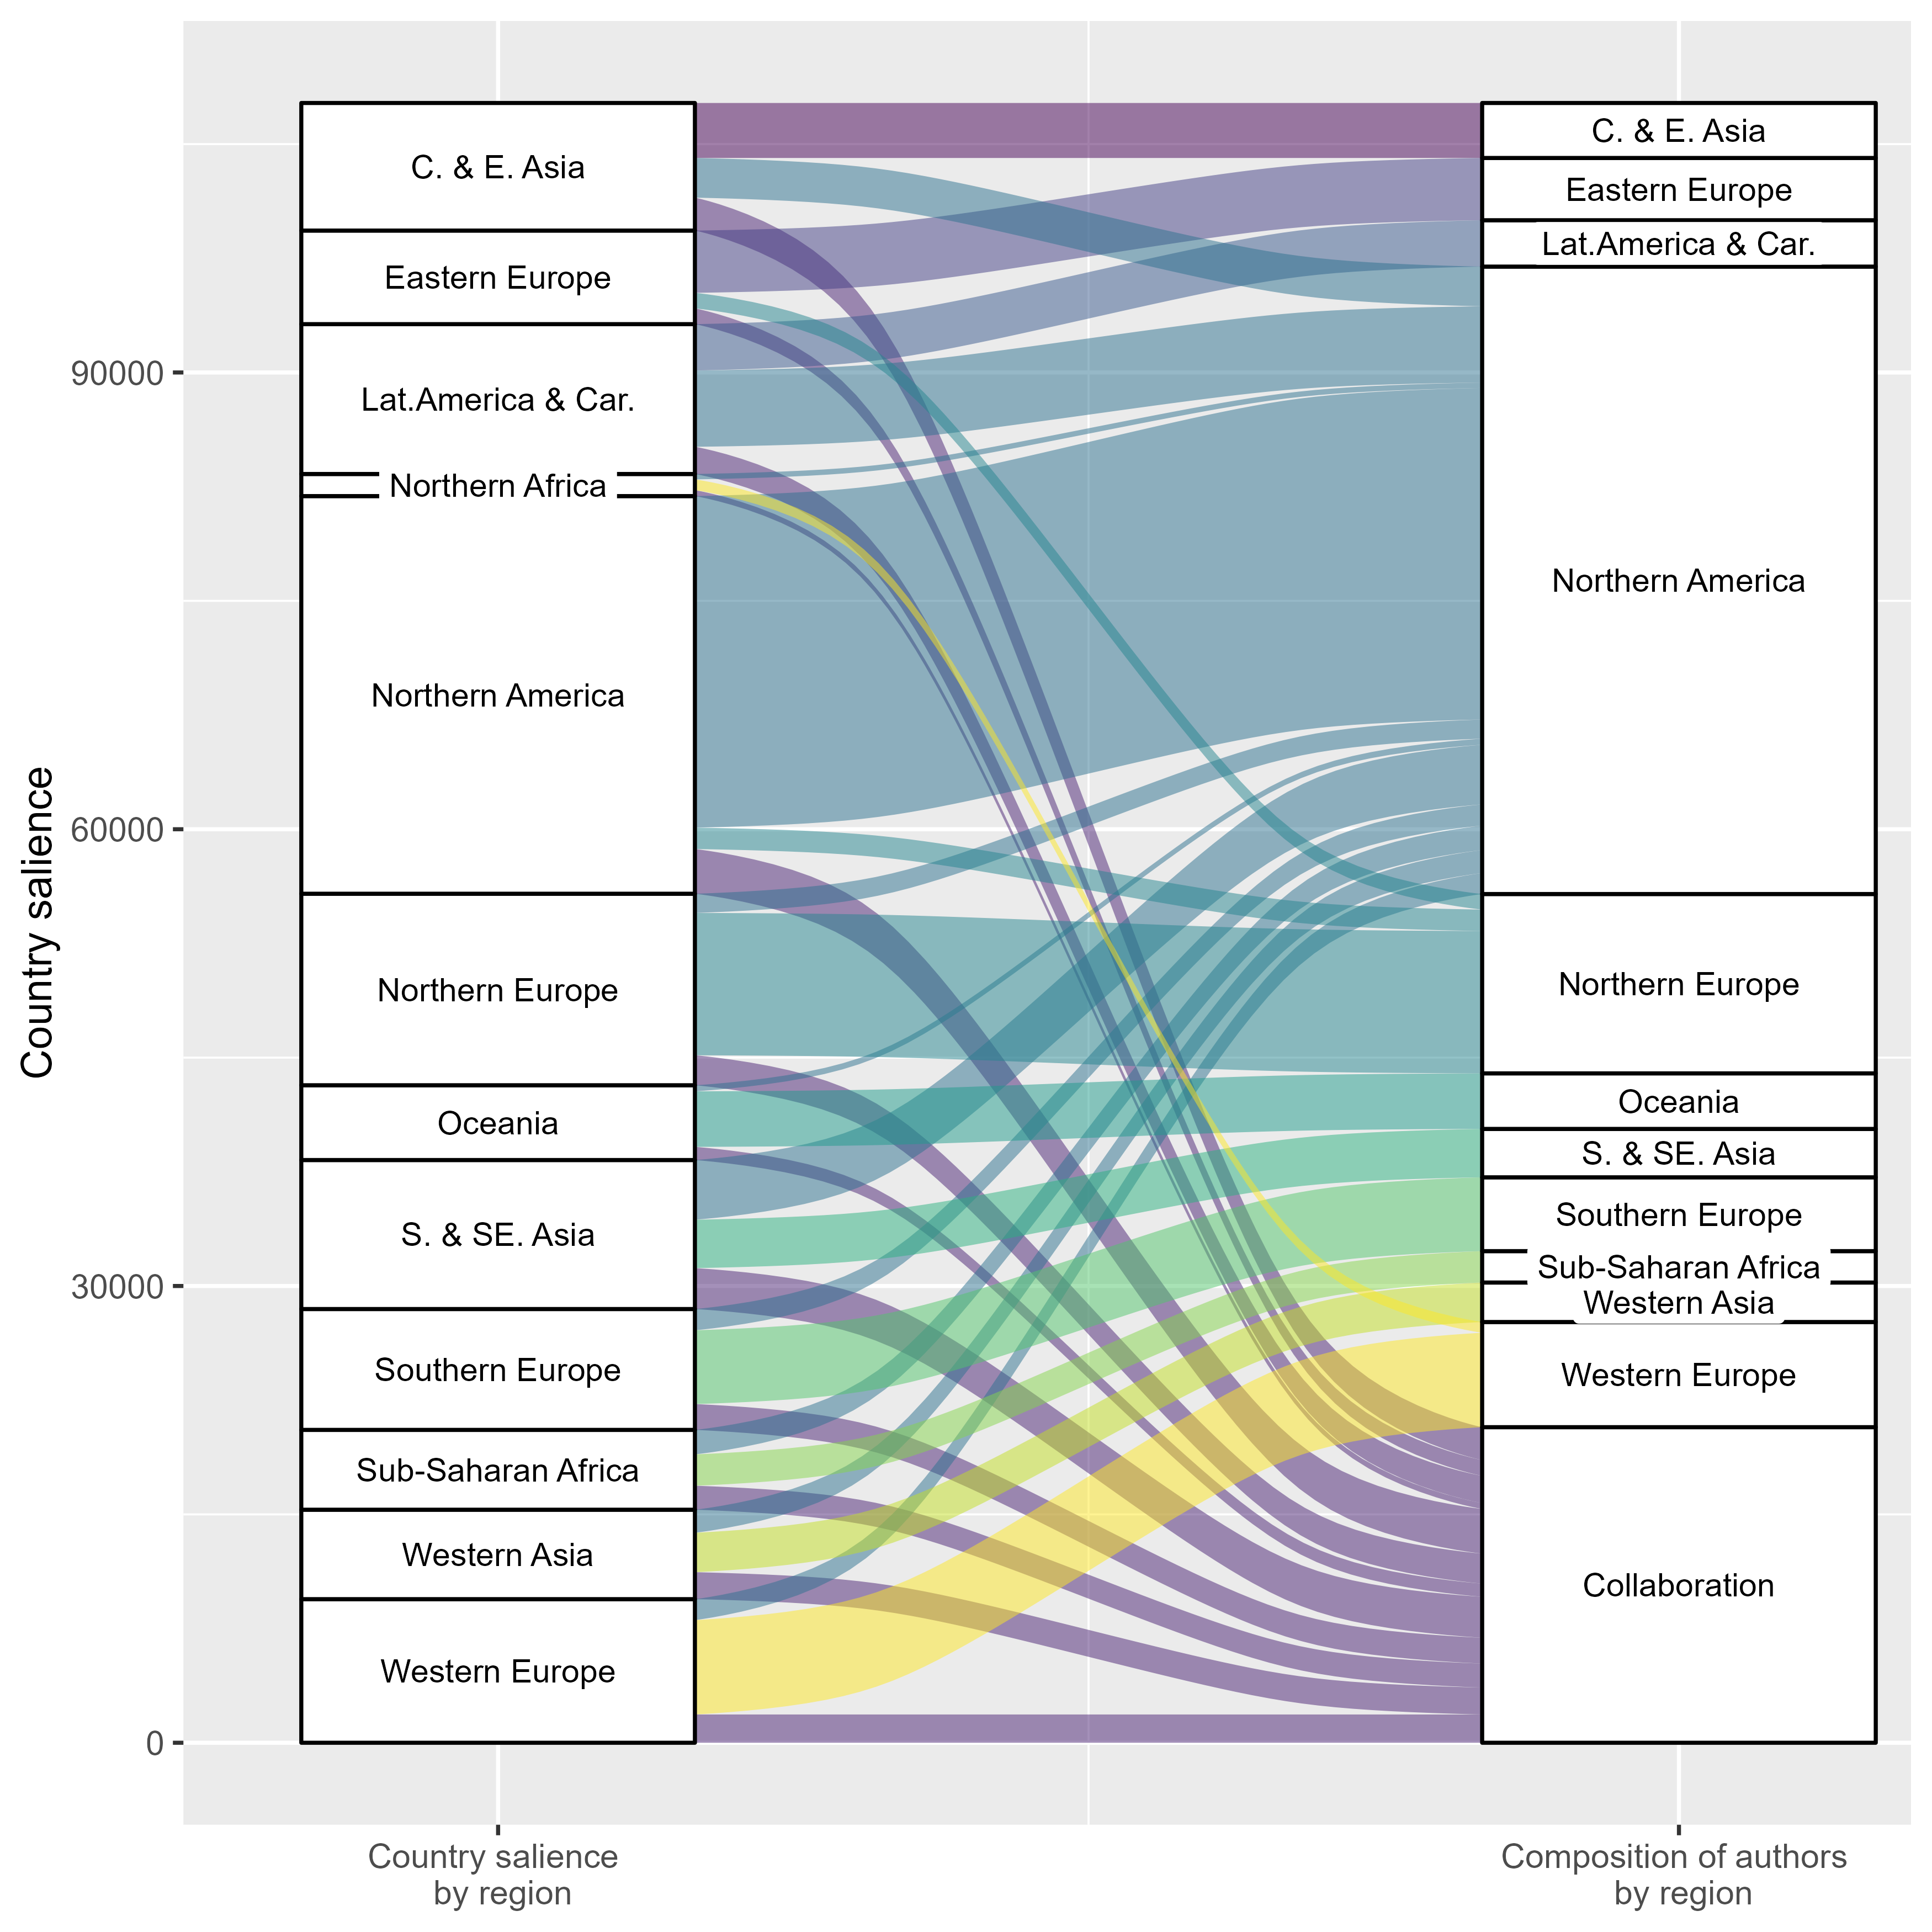 C. & E. Asia
Eastern Europe
Lat.America & Car.
Northern Africa
Northern America
Northern Europe
Oceania
S. & SE. Asia
Southern Europe
Sub-Saharan Africa
Western Asia
Western Europe
C. & E. Asia
Eastern Europe
Lat.America & Car.
Northern America
Northern Europe
Oceania
S. & SE. Asia
Southern Europe
Sub-Saharan Africa
Western Asia
Western Europe
Collaboration
90000
60000
30000
0
Country salience
Country salience
by region
Composition of authors
by region